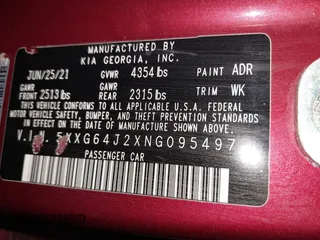 MANUFACTURED BY
KIA GEORGIA, INC.
JUN/25/21 GVWR 4354 lbs PAINT ADR
GAWR FRONT 2513 lbs GAWR REAR 2315 lbs TRIM WK
THIS VEHICLE CONFORMS TO ALL APPLICABLE U.S.A. FEDERAL
MOTOR VEHICLE SAFETY, BUMPER, AND THEFT PREVENTION STANDARDS
IN EFFECT ON THE DATE OF MANUFACTURE SHOWN ABOVE.
XXG64J2XNG095497
PASSENGER CAR